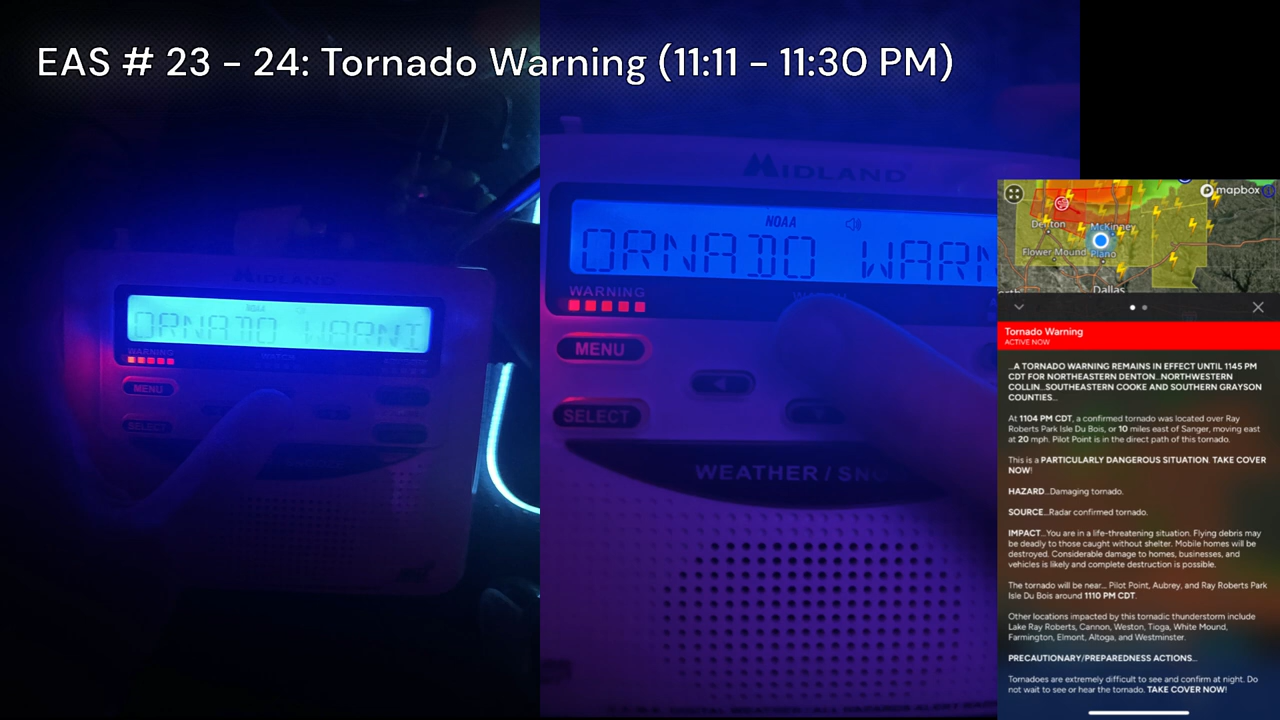 EAS # 23 - 24: Tornado Warning (11:11 - 11:30 PM)
MIDLAND
NOAA
ORNADO WARNI
WARNING
WATCH
MENU
SELECT
MIDLAND
NOAA
ORNADO WARN
WARNING
MENU
SELECT
WEATHER / SNO
mapbox
Denton
McKinney
Flower Mound
Plano
Dallas
Tornado Warning
ACTIVE NOW
...A TORNADO WARNING REMAINS IN EFFECT UNTIL 1145 PM
CDT FOR NORTHEASTERN DENTON...NORTHWESTERN
COLLIN...SOUTHEASTERN COOKE AND SOUTHERN GRAYSON
COUNTIES...
At 1104 PM CDT, a confirmed tornado was located over Ray
Roberts Park Isle Du Bois, or 10 miles east of Sanger, moving east
at 20 mph. Pilot Point is in the direct path of this tornado.
This is a PARTICULARLY DANGEROUS SITUATION. TAKE COVER
NOW!
HAZARD...Damaging tornado.
SOURCE...Radar confirmed tornado.
IMPACT...You are in a life-threatening situation. Flying debris may
be deadly to those caught without shelter. Mobile homes will be
destroyed. Considerable damage to homes, businesses, and
vehicles is likely and complete destruction is possible.
The tornado will be near... Pilot Point, Aubrey, and Ray Roberts Park
Isle Du Bois around 1110 PM CDT.
Other locations impacted by this tornadic thunderstorm include
Lake Ray Roberts, Cannon, Weston, Tioga, White Mound,
Farmington, Elmont, Altoga, and Westminster.
PRECAUTIONARY/PREPAREDNESS ACTIONS...
Tornadoes are extremely difficult to see and confirm at night. Do
not wait to see or hear the tornado. TAKE COVER NOW!